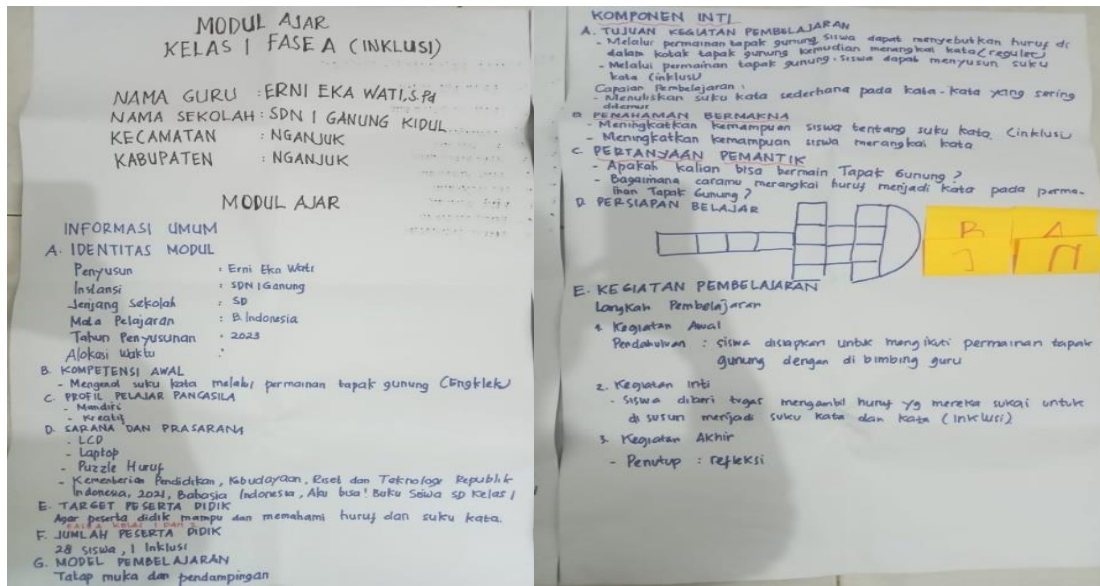 MODUL AJAR
KELAS I FASE A (INKLUSI)
NAMA GURU : ERNI EKA WATI, S.Pd
NAMA SEKOLAH : SDN 1 GANUNG KIDUL
KECAMATAN : NGANJUK
KABUPATEN : NGANJUK
MODUL AJAR
INFORMASI UMUM
A. IDENTITAS MODUL
Penyusun : Erni Eka Wati
Instansi : SDN 1 Ganung
Jenjang Sekolah : SD
Mata Pelajaran : B. Indonesia
Tahun Penyusunan : 2023
Alokasi Waktu :
B. KOMPETENSI AWAL
- Mengenal suku kata melalui permainan tapak gunung (Engklek)
C. PROFIL PELAJAR PANCASILA
- Mandiri
- Kreatif
D. SARANA DAN PRASARANA
- LCD
- Laptop
- Puzzle Huruf
- Kementerian Pendidikan, Kebudayaan, Riset dan Teknologi Republik
Indonesia, 2021, Bahasia Indonesia, Aku bisa! Buku Seiwa SD Kelas 1
E. TARGET PESERTA DIDIK
Agar peserta didik mampu dan memahami huruf dan suku kata.
F. JUMLAH PESERTA DIDIK
28 siswa, 1 Inklusi
G. MODEL PEMBELAJARAN
Tatap muka dan pendampingan
KOMPONEN INTI
A. TUJUAN KEGIATAN PEMBELAJARAN
- Melalui permainan tapak gunung siswa dapat menyebutkan huruf di
dalam kotak tapak gunung kemudian merangkai kata (reguler)
- Melalui permainan tapak gunung, siswa dapat menyusun suku
kata (inklusi)
Capaian Pembelajaran :
- Menuliskan suku kata sederhana pada kata-kata yang sering
ditemui
B. PEMAHAMAN BERMAKNA
- Meningkatkan kemampuan siswa tentang suku kata (inklusi)
- Meningkatkan kemampuan siswa merangkai kata
C. PERTANYAAN PEMANTIK
- Apakah kalian bisa bermain Tapak Gunung ?
- Bagaimana caramu merangkai huruf menjadi kata pada perma-
inan Tapak Gunung ?
D. PERSIAPAN BELAJAR
B A
J U
E. KEGIATAN PEMBELAJARAN
Langkah Pembelajaran
1. Kegiatan Awal
Pendahuluan : siswa disiapkan untuk mengikuti permainan tapak
gunung dengan di bimbing guru
2. Kegiatan Inti
- Siswa diberi tugas mengambil huruf yg mereka sukai untuk
di susun menjadi suku kata dan kata (inklusi)
3. Kegiatan Akhir
- Penutup : refleksi